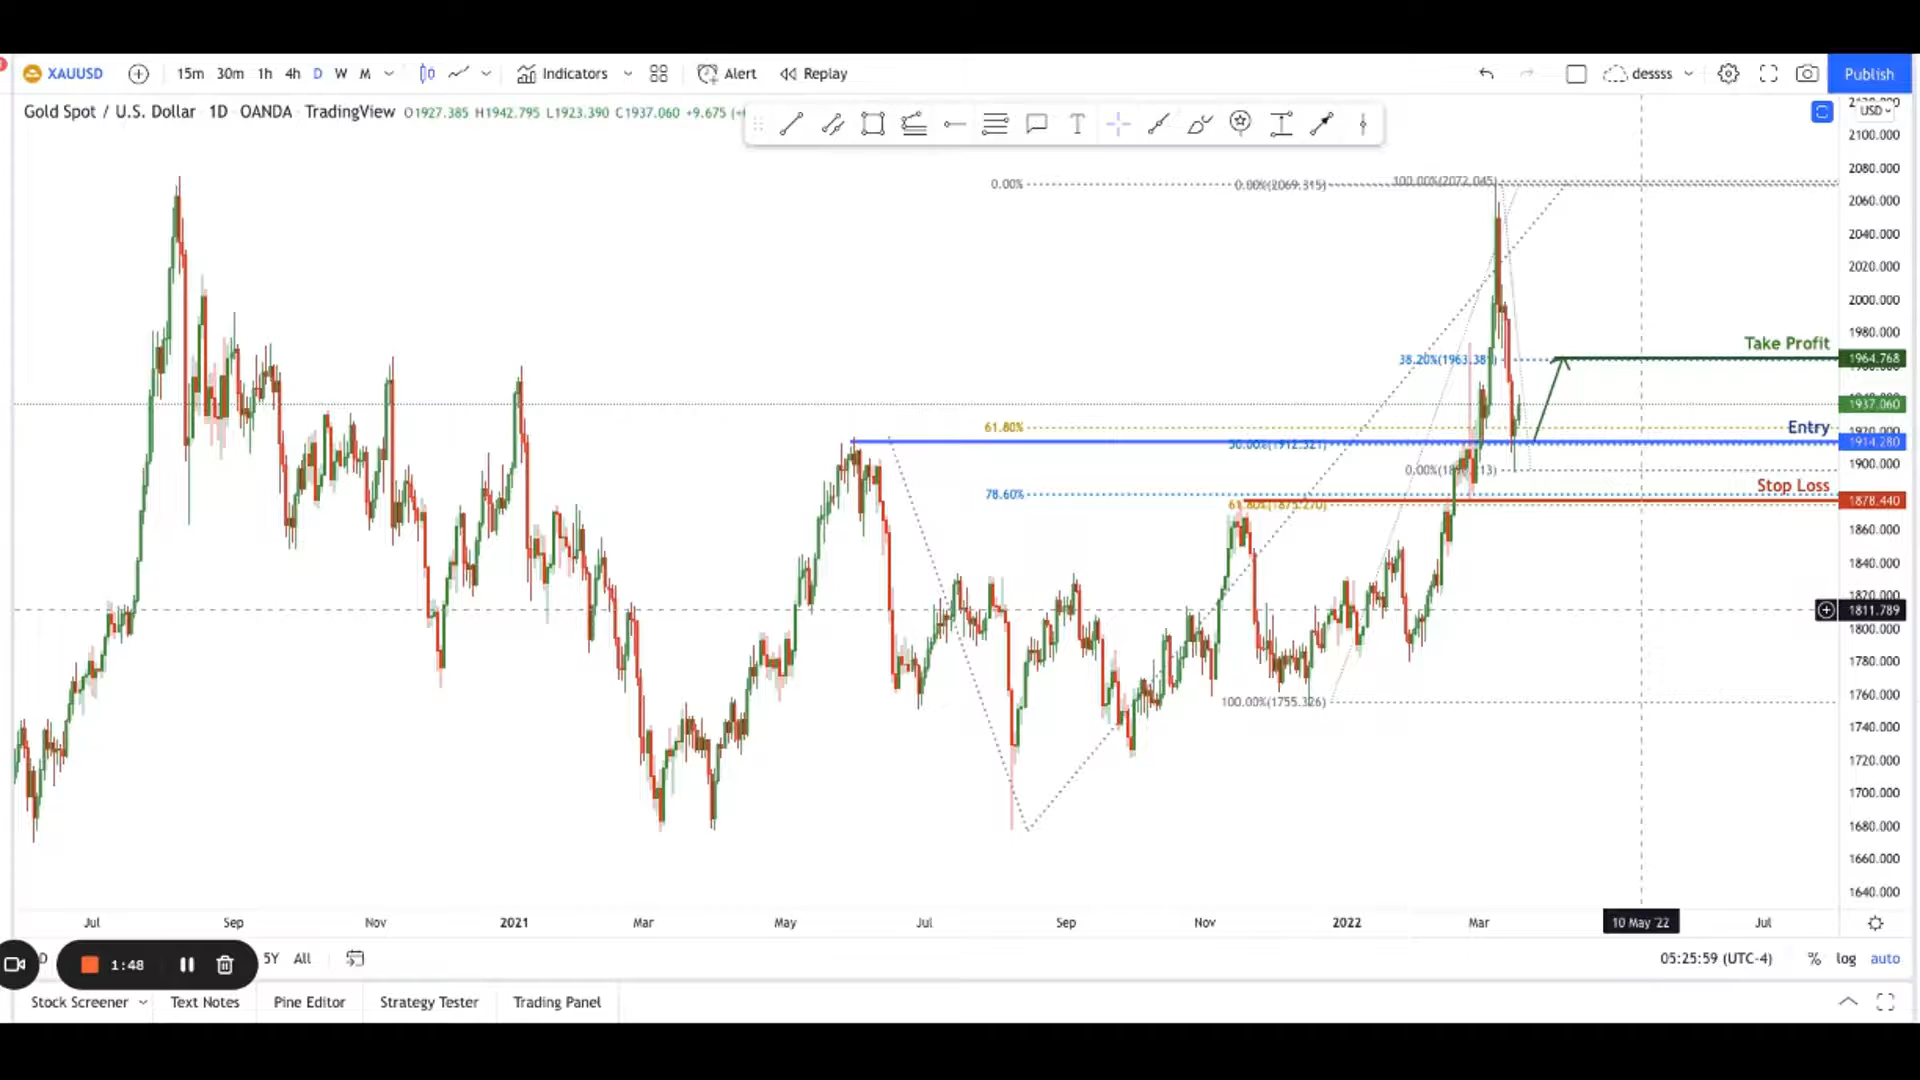 XAUUSD 15m 30m 1h 4h D W M Indicators Alert Replay dessss Publish
Gold Spot / U.S. Dollar 1D OANDA TradingView O1927.385 H1942.795 L1923.390 C1937.060 +9.675
USD
2100.000
2080.000
0.00% 0.00%(2069.315) 100.00%(2072.045)
2060.000
2040.000
2020.000
2000.000
1980.000
Take Profit
38.20%(1963.381) 1964.768
1937.060
61.80% Entry
50.00%(1912.321) 1914.280
1900.000
Stop Loss
78.60%
61.80%(1875.270) 1878.440
1860.000
1840.000
1820.000
1811.789
1800.000
1780.000
1760.000
100.00%(1755.326)
1740.000
1720.000
1700.000
1680.000
1660.000
1640.000
Jul Sep Nov 2021 Mar May Jul Sep Nov 2022 Mar 10 May '22 Jul
1:48 5Y All 05:25:59 (UTC-4) % log auto
Stock Screener Text Notes Pine Editor Strategy Tester Trading Panel